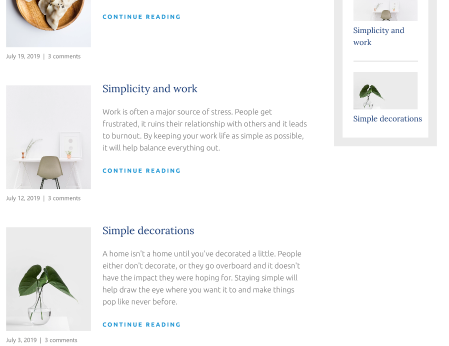 CONTINUE READING
July 19, 2019 | 3 comments
Simplicity and work
Work is often a major source of stress. People get
frustrated, it ruins their relationship with others and it leads
to burnout. By keeping your work life as simple as possible,
it will help balance everything out.
CONTINUE READING
July 12, 2019 | 3 comments
Simple decorations
A home isn't a home until you've decorated a little. People
either don't decorate, or they go overboard and it doesn't
have the impact they were hoping for. Staying simple will
help draw the eye where you want it to and make things
pop like never before.
CONTINUE READING
July 3, 2019 | 3 comments
Simplicity and
work
Simple decorations